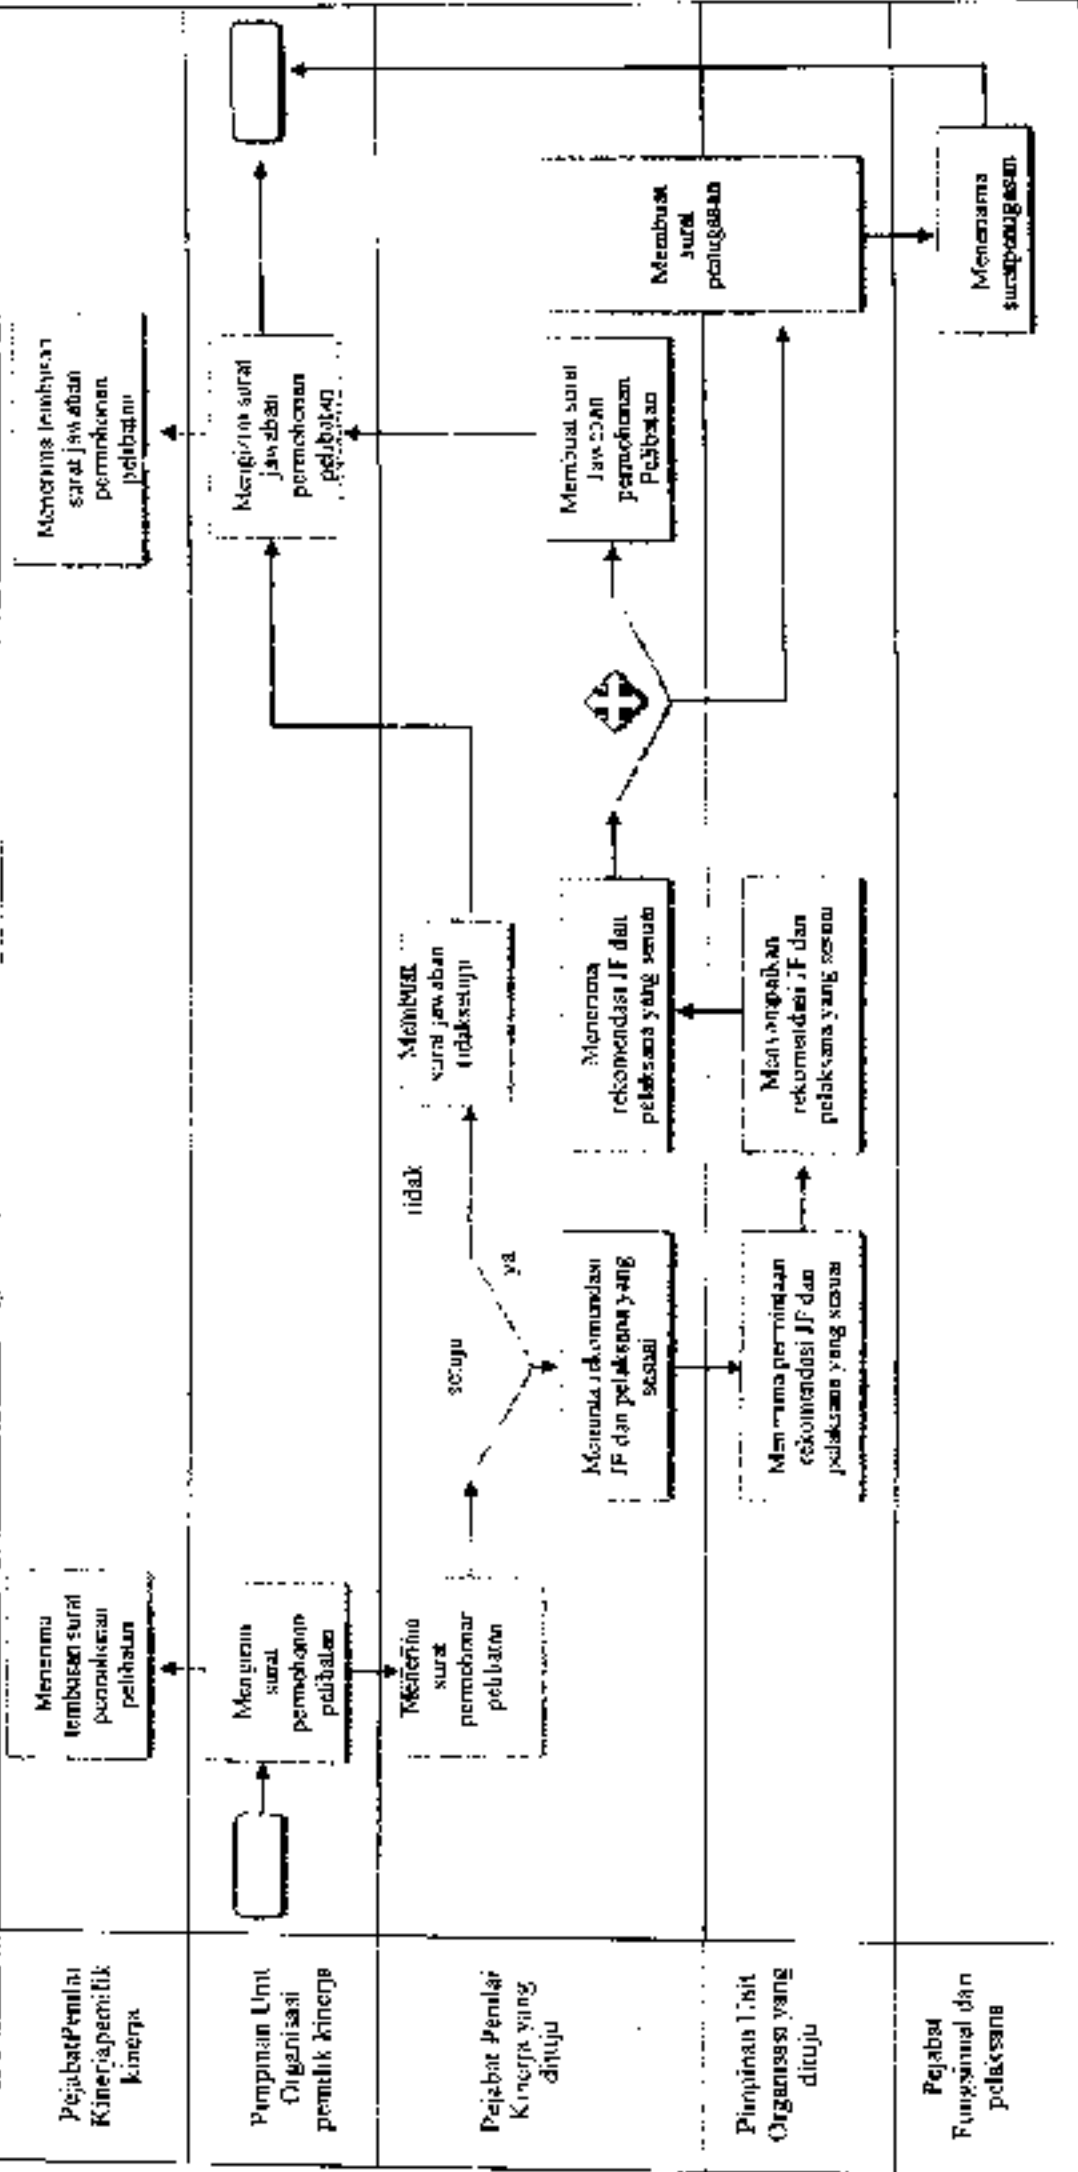 Pejabat Penilai
Kinerja pemilik
kinerja
Menerima
tembusan surat
permohonan
pelibatan
Menerima tembusan
surat jawaban
permohonan
pelibatan
Pimpinan Unit
Organisasi
pemilik kinerja
Mengirim
surat
permohonan
pelibatan
Mengirim surat
jawaban
permohonan
pelibatan
Pejabat Penilai
Kinerja yang
dituju
Menerima
surat
permohonan
pelibatan
setuju
ya
tidak
Membuat
surat jawaban
tidak setuju
Meminta rekomendasi
JF dan pelaksana yang
sesuai
Menerima
rekomendasi JF dan
pelaksana yang sesuai
Membuat surat
Jawaban
permohonan
Pelibatan
Membuat
surat
penugasan
Pimpinan Unit
Organisasi yang
dituju
Menerima permintaan
rekomendasi JF dan
pelaksana yang sesuai
Menyampaikan
rekomendasi JF dan
pelaksana yang sesuai
Pejabat
Fungsional dan
pelaksana
Menerima
surat penugasan